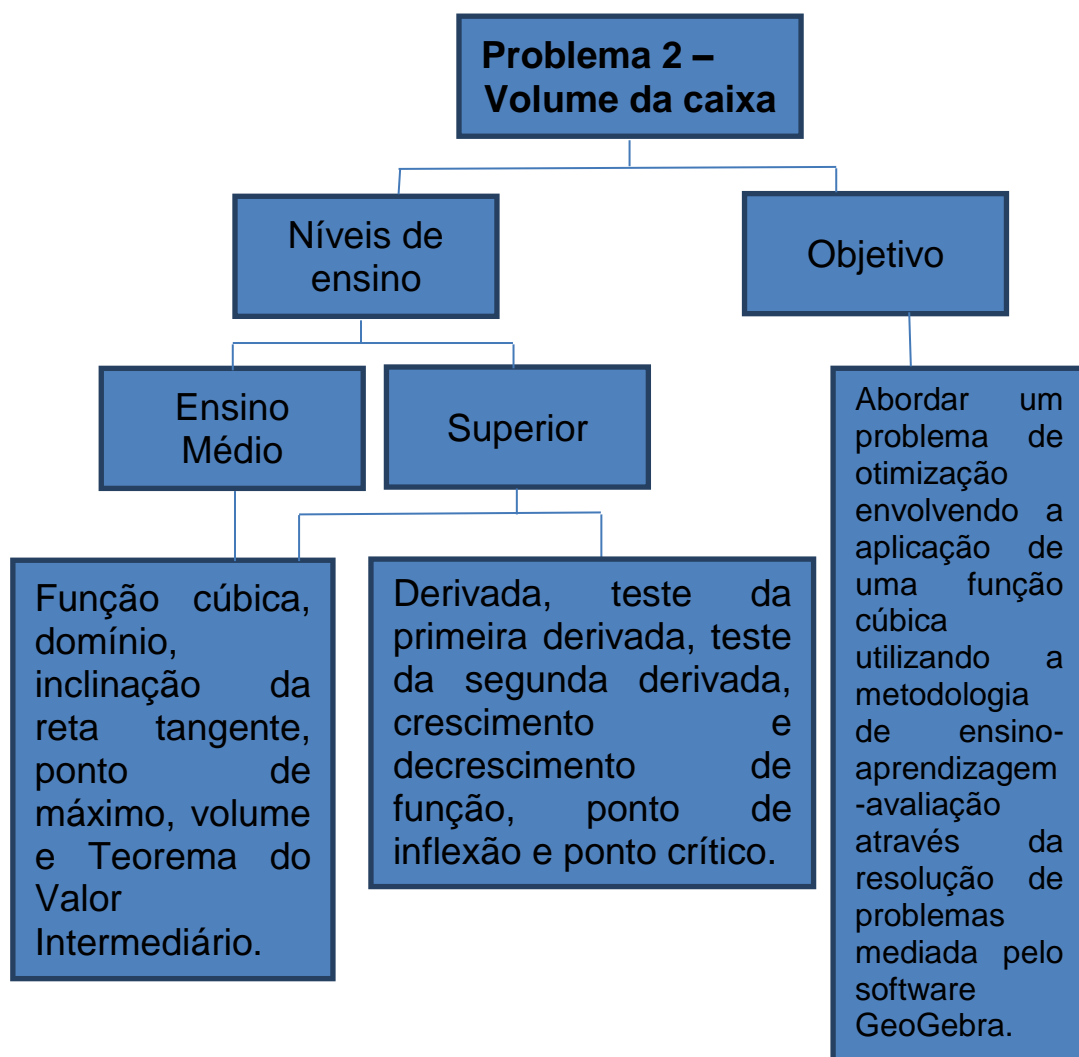 Problema 2 –
Volume da caixa
Níveis de
ensino
Objetivo
Ensino
Médio
Superior
Função cúbica,
domínio,
inclinação da
reta tangente,
ponto de
máximo, volume
e Teorema do
Valor
Intermediário.
Derivada, teste da
primeira derivada, teste
da segunda derivada,
crescimento e
decrescimento de
função, ponto de
inflexão e ponto crítico.
Abordar um
problema de
otimização
envolvendo a
aplicação de
uma função
cúbica
utilizando a
metodologia
de ensino-
aprendizagem
-avaliação
através da
resolução de
problemas
mediada pelo
software
GeoGebra.